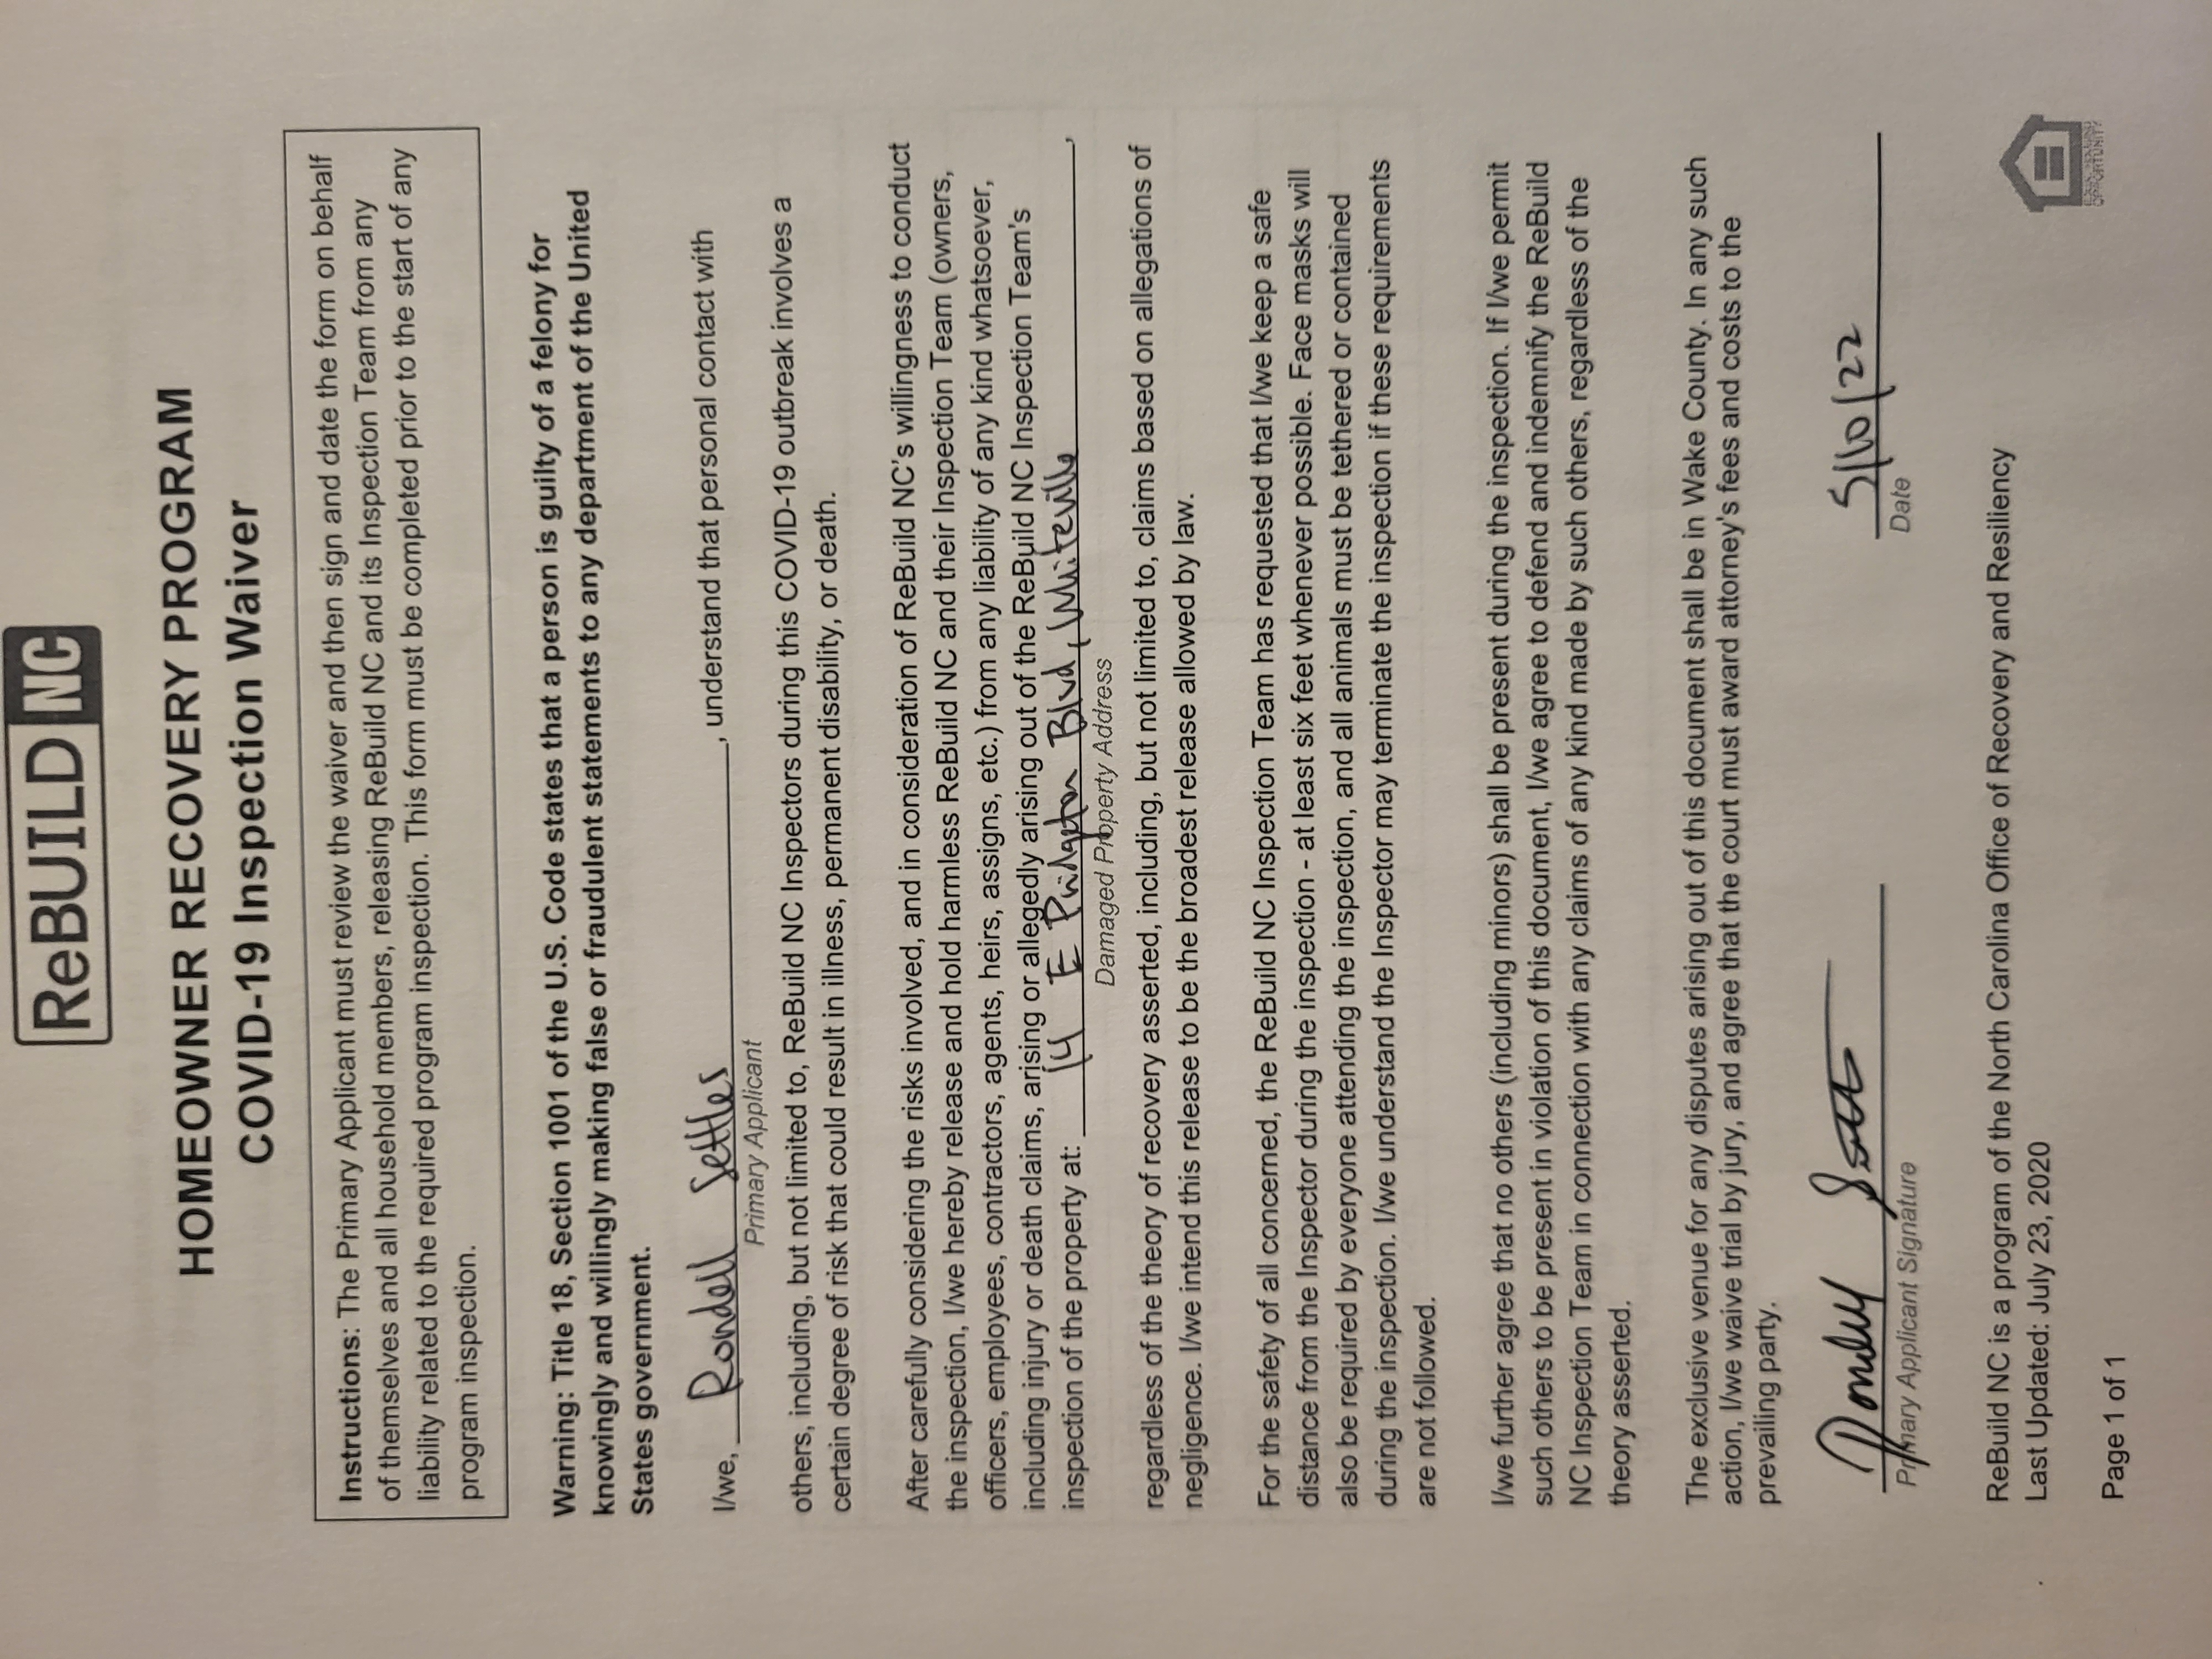 ReBUILD NC
HOMEOWNER RECOVERY PROGRAM
COVID-19 Inspection Waiver
Instructions: The Primary Applicant must review the waiver and then sign and date the form on behalf
of themselves and all household members, releasing ReBuild NC and its Inspection Team from any
liability related to the required program inspection. This form must be completed prior to the start of any
program inspection.
Warning: Title 18, Section 1001 of the U.S. Code states that a person is guilty of a felony for
knowingly and willingly making false or fraudulent statements to any department of the United
States government.
I/we, Rondell Settles, understand that personal contact with
Primary Applicant
others, including, but not limited to, ReBuild NC Inspectors during this COVID-19 outbreak involves a
certain degree of risk that could result in illness, permanent disability, or death.
After carefully considering the risks involved, and in consideration of ReBuild NC's willingness to conduct
the inspection, I/we hereby release and hold harmless ReBuild NC and their Inspection Team (owners,
officers, employees, contractors, agents, heirs, assigns, etc.) from any liability of any kind whatsoever,
including injury or death claims, arising or allegedly arising out of the ReBuild NC Inspection Team's
inspection of the property at: 14 E Blvd, Whiteville,
Damaged Property Address
regardless of the theory of recovery asserted, including, but not limited to, claims based on allegations of
negligence. I/we intend this release to be the broadest release allowed by law.
For the safety of all concerned, the ReBuild NC Inspection Team has requested that I/we keep a safe
distance from the Inspector during the inspection - at least six feet whenever possible. Face masks will
also be required by everyone attending the inspection, and all animals must be tethered or contained
during the inspection. I/we understand the Inspector may terminate the inspection if these requirements
are not followed.
I/we further agree that no others (including minors) shall be present during the inspection. If I/we permit
such others to be present in violation of this document, I/we agree to defend and indemnify the ReBuild
NC Inspection Team in connection with any claims of any kind made by such others, regardless of the
theory asserted.
The exclusive venue for any disputes arising out of this document shall be in Wake County. In any such
action, I/we waive trial by jury, and agree that the court must award attorney's fees and costs to the
prevailing party.
5/10/22
Primary Applicant Signature Date
ReBuild NC is a program of the North Carolina Office of Recovery and Resiliency
Last Updated: July 23, 2020
Page 1 of 1
OPPORTUNITY